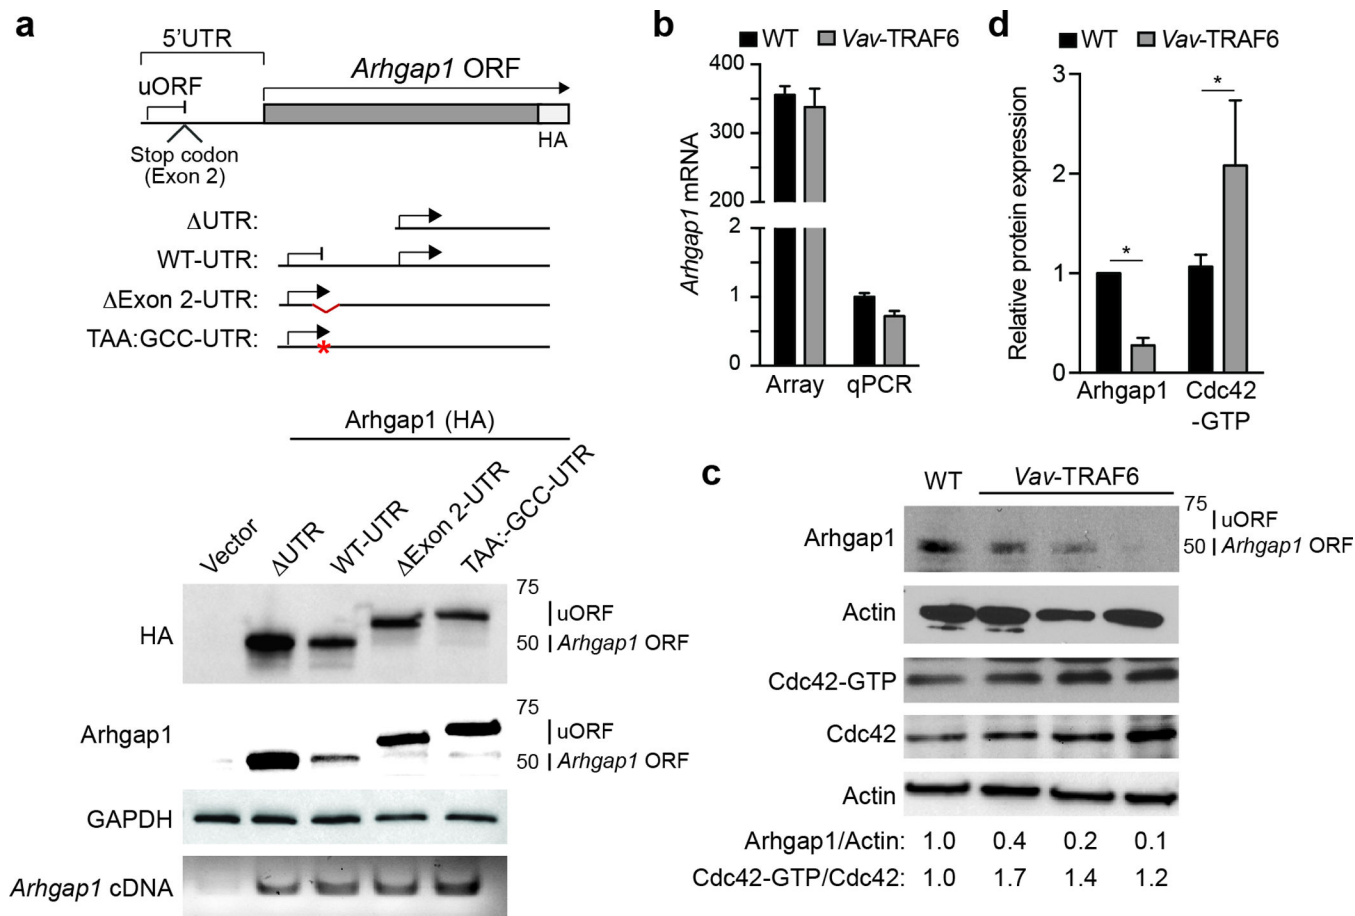 a
5'UTR
uORF
Arhgap1 ORF
HA
Stop codon
(Exon 2)
ΔUTR:
WT-UTR:
ΔExon 2-UTR:
TAA:GCC-UTR:
*
Arhgap1 (HA)
Vector
ΔUTR
WT-UTR
ΔExon 2-UTR
TAA:-GCC-UTR
HA
75
uORF
50
Arhgap1 ORF
Arhgap1
75
uORF
50
Arhgap1 ORF
GAPDH
Arhgap1 cDNA
b
WT
Vav-TRAF6
Arhgap1 mRNA
400
300
200
2
1
0
Array
qPCR
d
WT
Vav-TRAF6
Relative protein expression
3
2
1
0
*
*
Arhgap1
Cdc42
-GTP
c
WT
Vav-TRAF6
Arhgap1
75
uORF
50
Arhgap1 ORF
Actin
Cdc42-GTP
Cdc42
Actin
Arhgap1/Actin: 1.0 0.4 0.2 0.1
Cdc42-GTP/Cdc42: 1.0 1.7 1.4 1.2